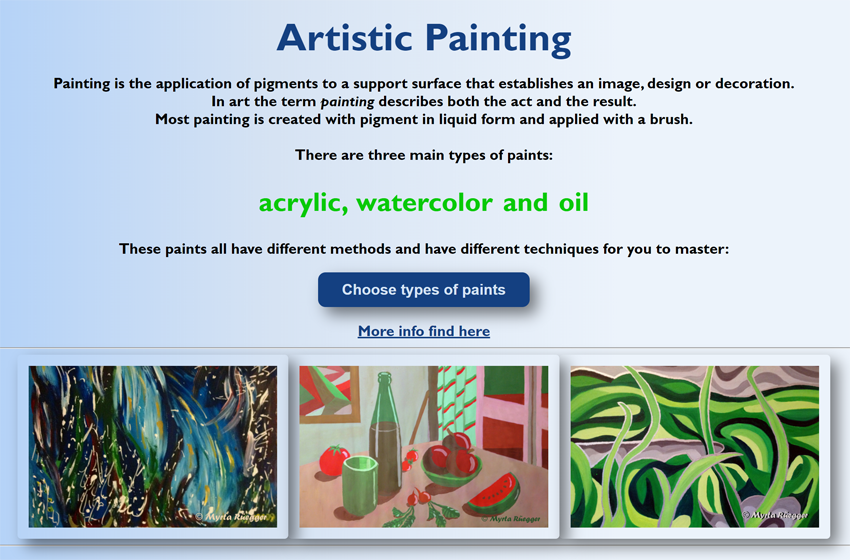 Artistic Painting
Painting is the application of pigments to a support surface that establishes an image, design or decoration.
In art the term painting describes both the act and the result.
Most painting is created with pigment in liquid form and applied with a brush.
There are three main types of paints:
acrylic, watercolor and oil
These paints all have different methods and have different techniques for you to master:
Choose types of paints
More info find here
© Myrta Rüegger
© Myrta Rüegger
© Myrta Rüegger